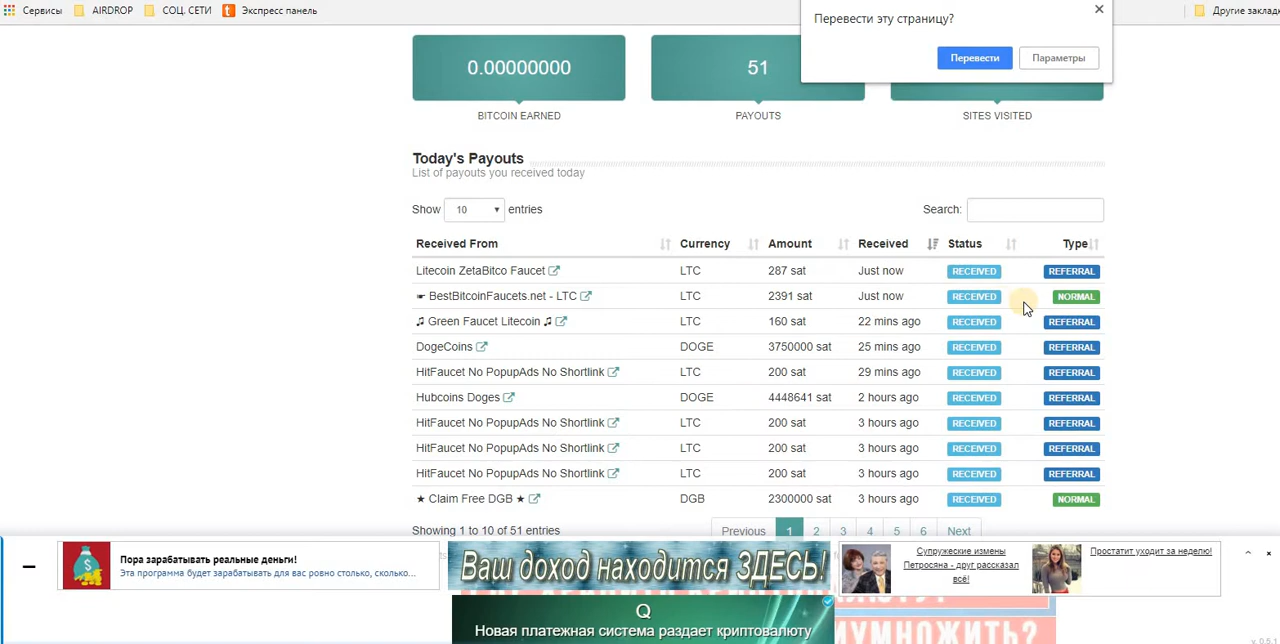 Сервисы AIRDROP СОЦ. СЕТИ Экспресс панель Другие закладк
Перевести эту страницу?
Перевести Параметры
0.00000000 51
BITCOIN EARNED PAYOUTS SITES VISITED
Today's Payouts
List of payouts you received today
Show 10 entries Search:
Received From Currency Amount Received Status Type
Litecoin ZetaBitco Faucet LTC 287 sat Just now RECEIVED REFERRAL
☛ BestBitcoinFaucets.net - LTC LTC 2391 sat Just now RECEIVED NORMAL
♫ Green Faucet Litecoin ♫ LTC 160 sat 22 mins ago RECEIVED REFERRAL
DogeCoins DOGE 3750000 sat 25 mins ago RECEIVED REFERRAL
HitFaucet No PopupAds No Shortlink LTC 200 sat 29 mins ago RECEIVED REFERRAL
Hubcoins Doges DOGE 4448641 sat 2 hours ago RECEIVED REFERRAL
HitFaucet No PopupAds No Shortlink LTC 200 sat 3 hours ago RECEIVED REFERRAL
HitFaucet No PopupAds No Shortlink LTC 200 sat 3 hours ago RECEIVED REFERRAL
HitFaucet No PopupAds No Shortlink LTC 200 sat 3 hours ago RECEIVED REFERRAL
★ Claim Free DGB ★ DGB 2300000 sat 3 hours ago RECEIVED NORMAL
Showing 1 to 10 of 51 entries Previous 1 2 3 4 5 6 Next
Пора зарабатывать реальные деньги!
Эта программа будет зарабатывать для вас ровно столько, сколько...
Ваш доход находится ЗДЕСЬ!
Супружеские измены
Петросяна - друг рассказал
всё!
Простатит уходит за неделю!
Q
Новая платежная система раздает криптовалюту
УМНОЖИТЬ?
v. 0.5.1